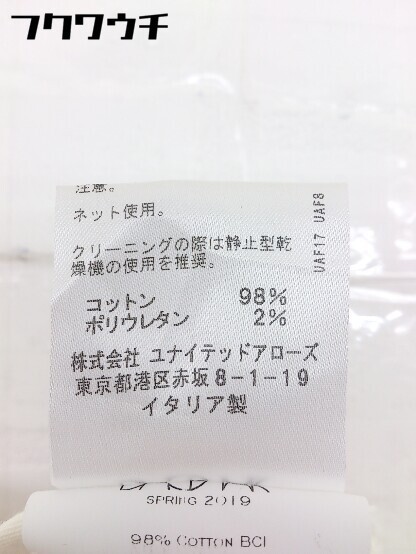 フクワウチ
注意。
ネット使用。
クリーニングの際は静止型乾
燥機の使用を推奨。
コットン 98%
ポリウレタン 2%
株式会社 ユナイテッドアローズ
東京都港区赤坂8-1-19
イタリア製
UAF17 UAF8
SPRING 2019
98% COTTON BCI